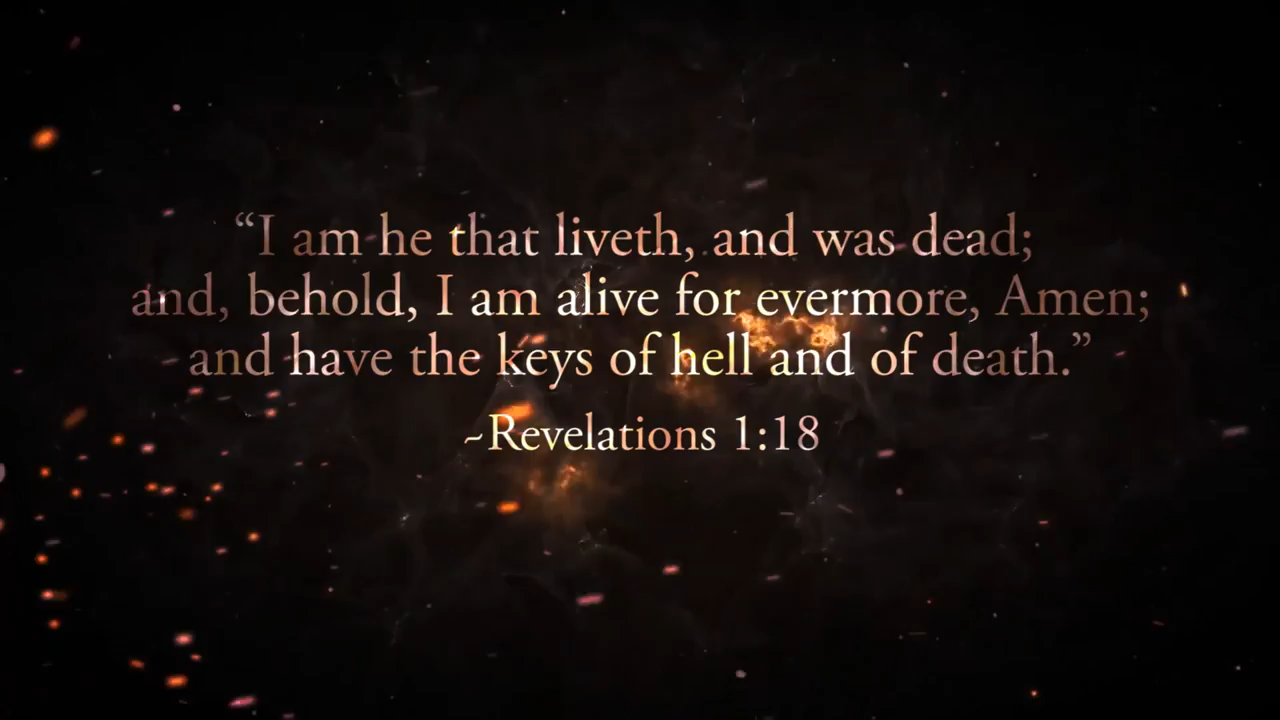 “I am he that liveth, and was dead;
and, behold, I am alive for evermore, Amen;
and have the keys of hell and of death.”
~Revelations 1:18